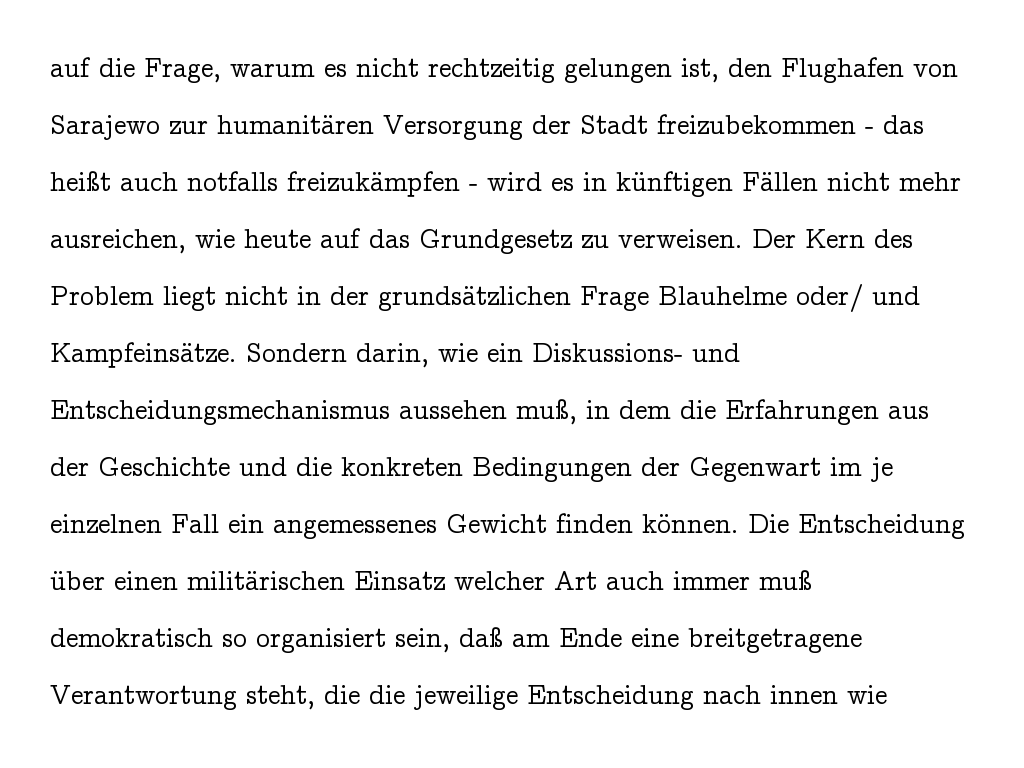 auf die Frage, warum es nicht rechtzeitig gelungen ist, den Flughafen von
Sarajewo zur humanitären Versorgung der Stadt freizubekommen - das
heißt auch notfalls freizukämpfen - wird es in künftigen Fällen nicht mehr
ausreichen, wie heute auf das Grundgesetz zu verweisen. Der Kern des
Problem liegt nicht in der grundsätzlichen Frage Blauhelme oder/ und
Kampfeinsätze. Sondern darin, wie ein Diskussions- und
Entscheidungsmechanismus aussehen muß, in dem die Erfahrungen aus
der Geschichte und die konkreten Bedingungen der Gegenwart im je
einzelnen Fall ein angemessenes Gewicht finden können. Die Entscheidung
über einen militärischen Einsatz welcher Art auch immer muß
demokratisch so organisiert sein, daß am Ende eine breitgetragene
Verantwortung steht, die die jeweilige Entscheidung nach innen wie